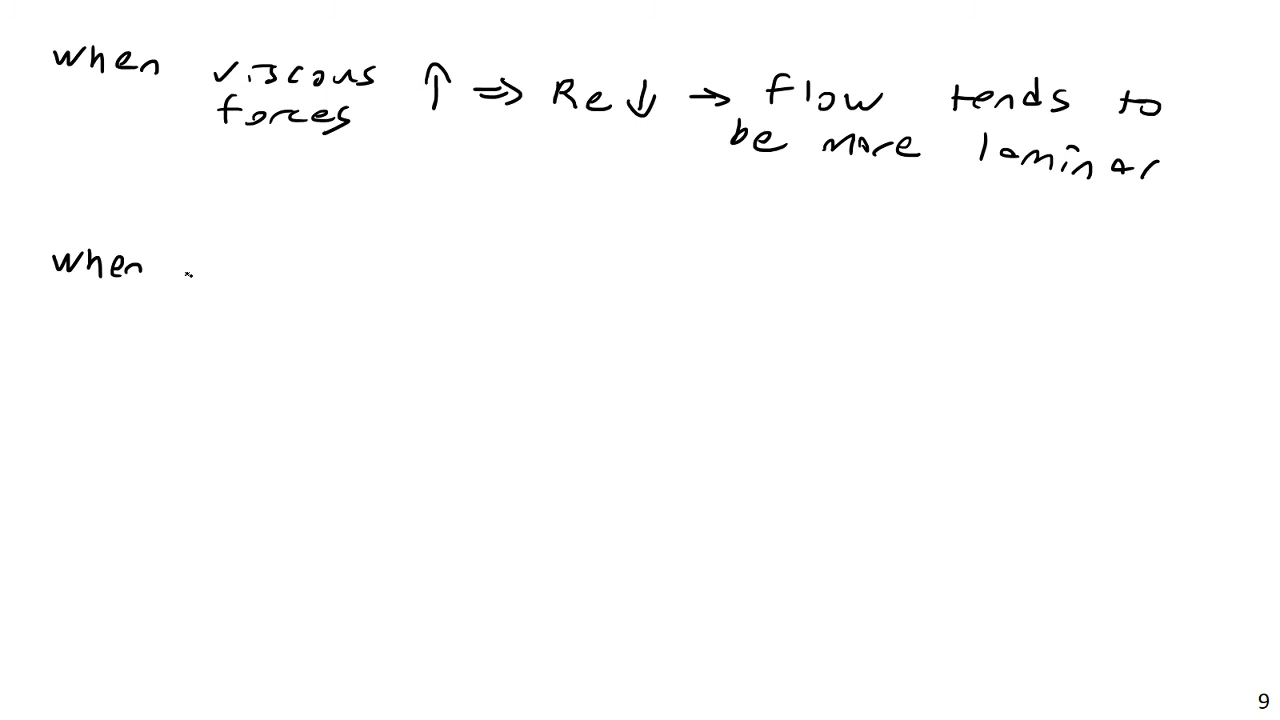 when viscous ↑ ⇒ Re ↓ → flow tends to
forces be more laminar
when
9